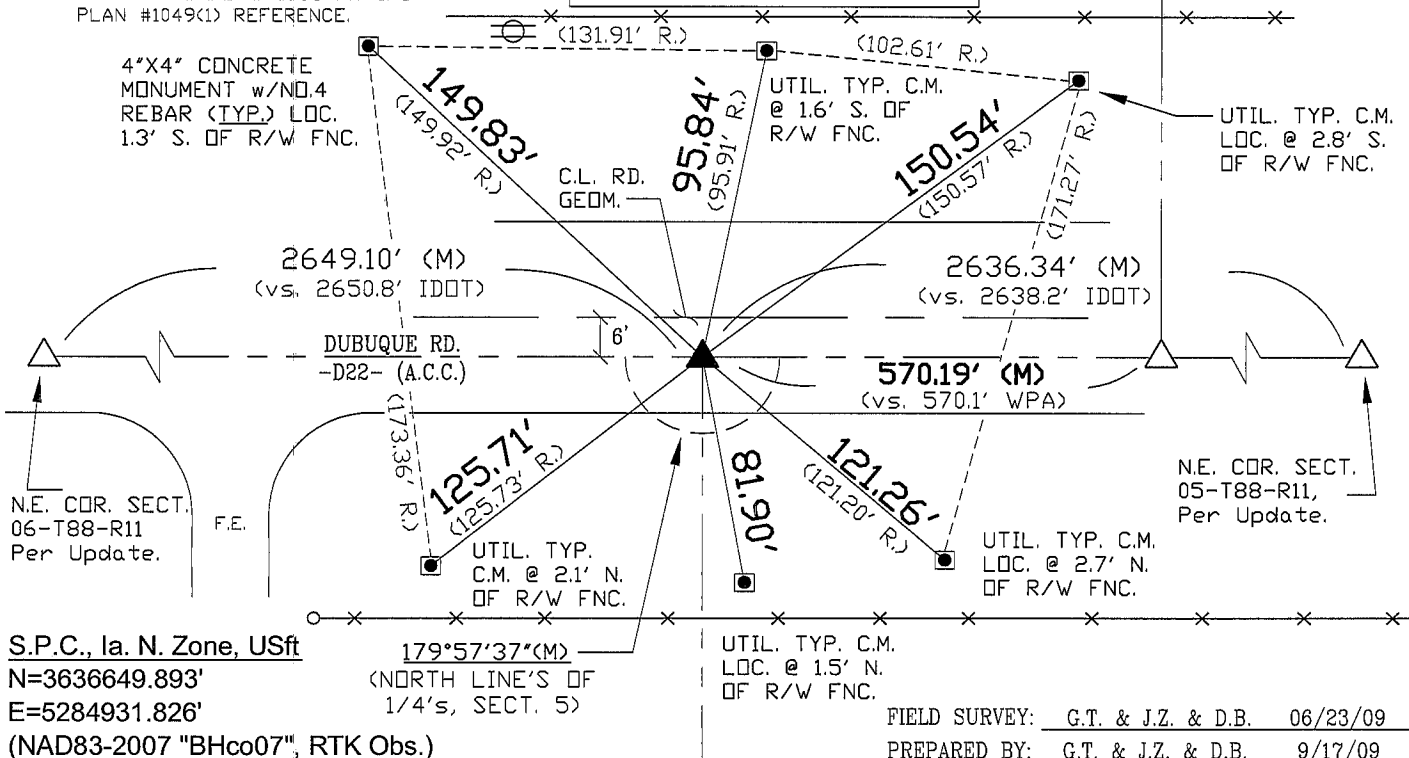 PLAN #1049(1) REFERENCE.
4"X4" CONCRETE
MONUMENT w/NO.4
REBAR (TYP.) LOC.
1.3' S. OF R/W FNC.
(131.91' R.)
(102.61' R.)
149.83'
(149.92' R.)
95.84'
(95.91' R.)
UTIL. TYP. C.M.
@ 1.6' S. OF
R/W FNC.
150.54'
(150.57' R.)
(171.27' R.)
UTIL. TYP. C.M.
LOC. @ 2.8' S.
OF R/W FNC.
C.L. RD.
GEOM.
2649.10' (M)
(vs. 2650.8' IDOT)
2636.34' (M)
(vs. 2638.2' IDOT)
6'
DUBUQUE RD.
-D22- (A.C.C.)
570.19' (M)
(vs. 570.1' WPA)
(173.36' R.)
125.71'
(125.73' R.)
81.90'
121.26'
(121.20' R.)
N.E. COR. SECT.
06-T88-R11
Per Update.
F.E.
N.E. COR. SECT.
05-T88-R11,
Per Update.
UTIL. TYP.
C.M. @ 2.1' N.
OF R/W FNC.
UTIL. TYP. C.M.
LOC. @ 2.7' N.
OF R/W FNC.
S.P.C., Ia. N. Zone, USft
N=3636649.893'
E=5284931.826'
(NAD83-2007 "BHco07", RTK Obs.)
179°57'37"(M)
(NORTH LINE'S OF
1/4's, SECT. 5)
UTIL. TYP. C.M.
LOC. @ 1.5' N.
OF R/W FNC.
FIELD SURVEY: G.T. & J.Z. & D.B. 06/23/09
PREPARED BY: G.T. & J.Z. & D.B. 9/17/09